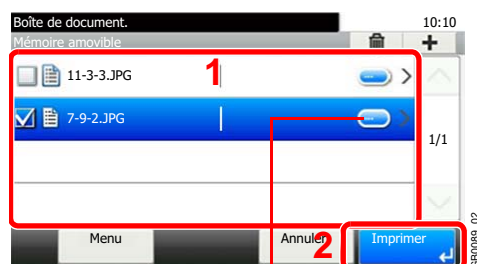 Boîte de document. 10:10
Mémoire amovible
1
11-3-3.JPG
7-9-2.JPG
1/1
Menu Annuler 2 Imprimer